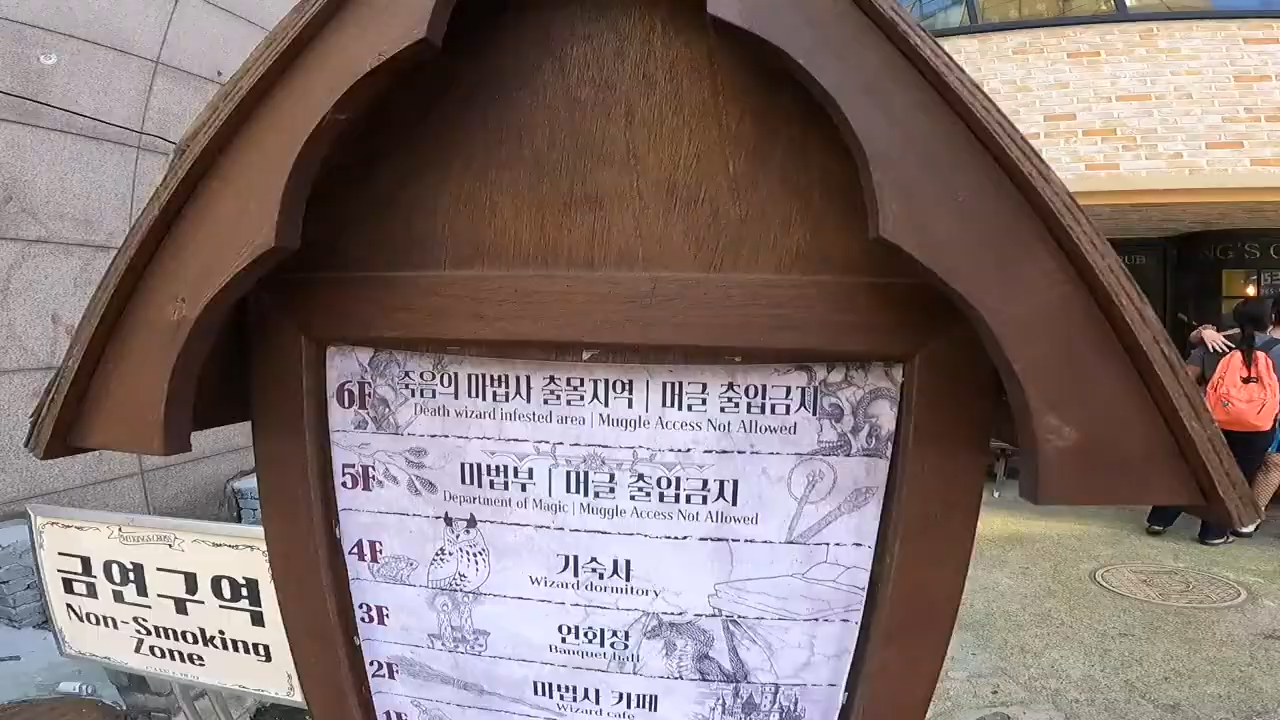 6F 죽음의 마법사 출몰지역 | 머글 출입금지
Death wizard infested area | Muggle Access Not Allowed
5F 마법부 | 머글 출입금지
Department of Magic | Muggle Access Not Allowed
4F 기숙사
Wizard dormitory
3F 연회장
Banquet hall
2F 마법사 카페
Wizard cafe
1F
금연구역
Non-Smoking
Zone
PUB
NG'S